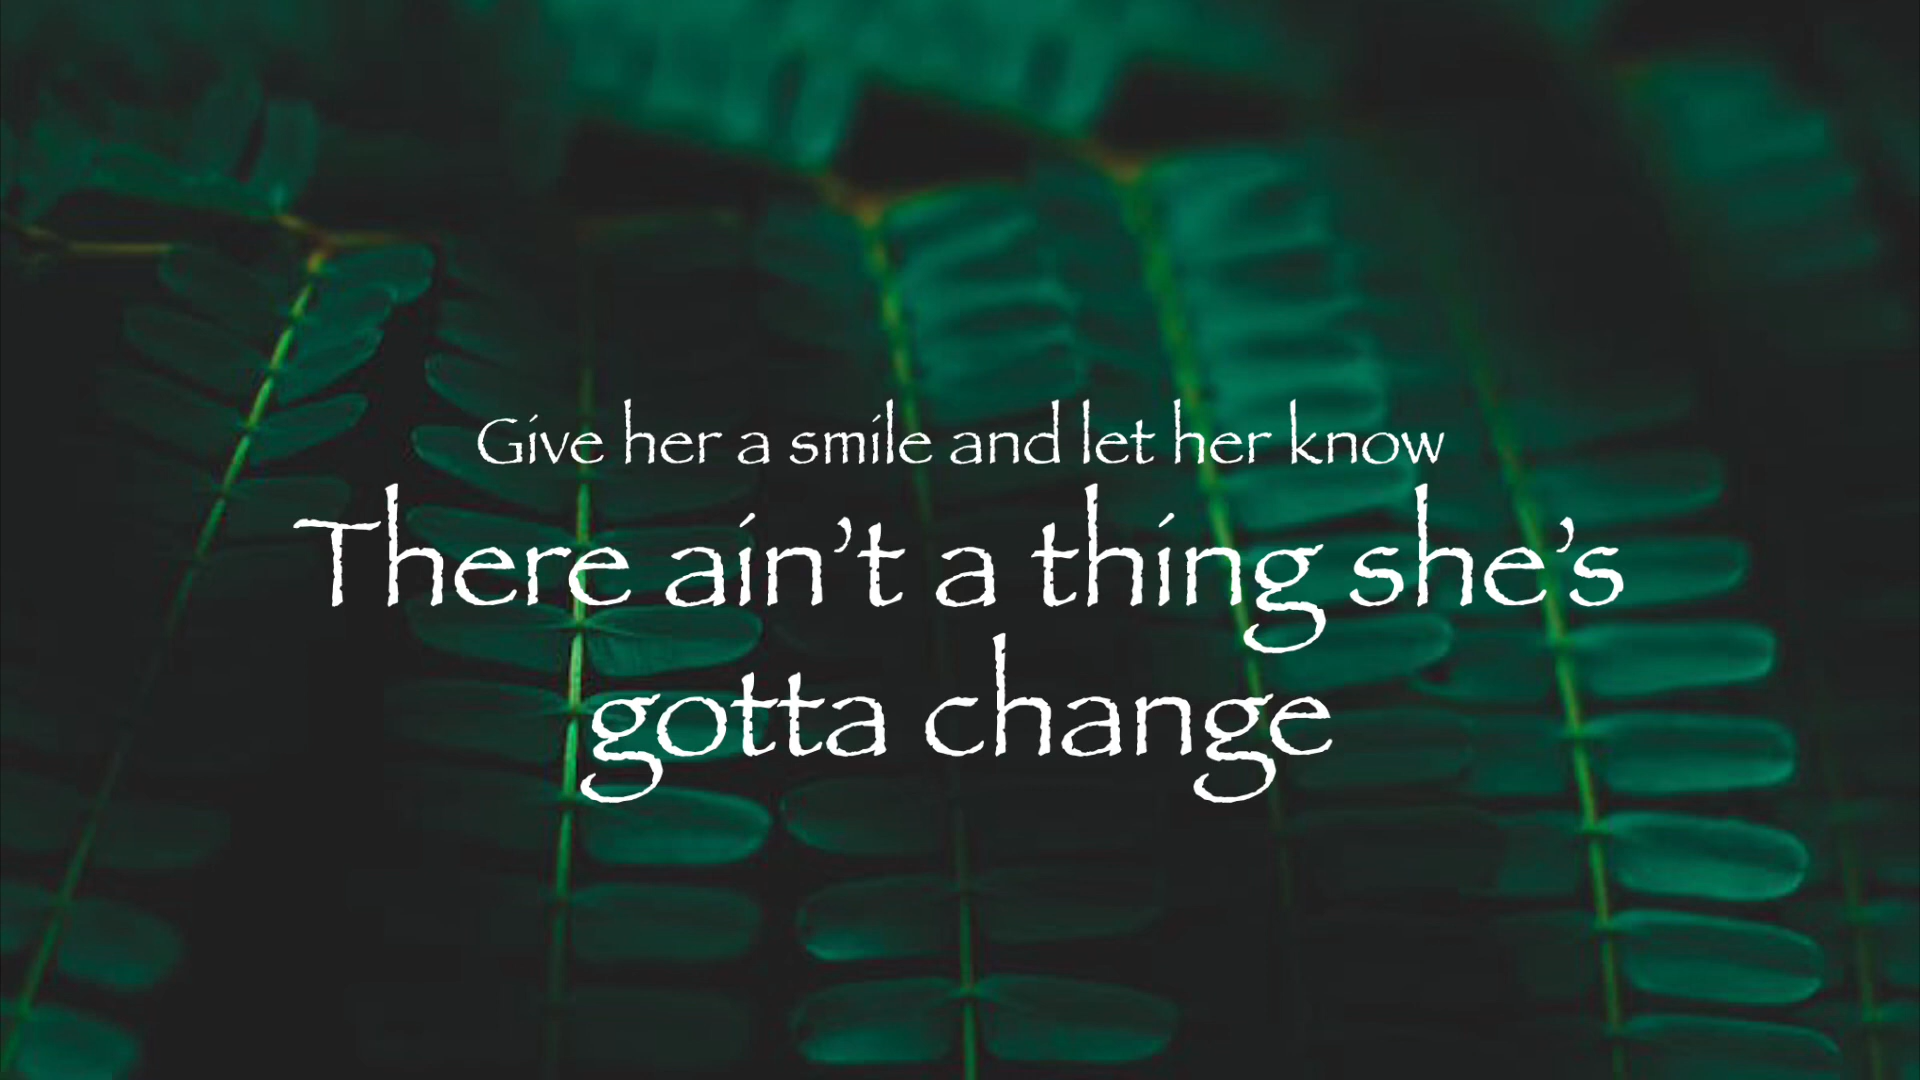 Give her a smile and let her know
There ain’t a thing she’s
gotta change